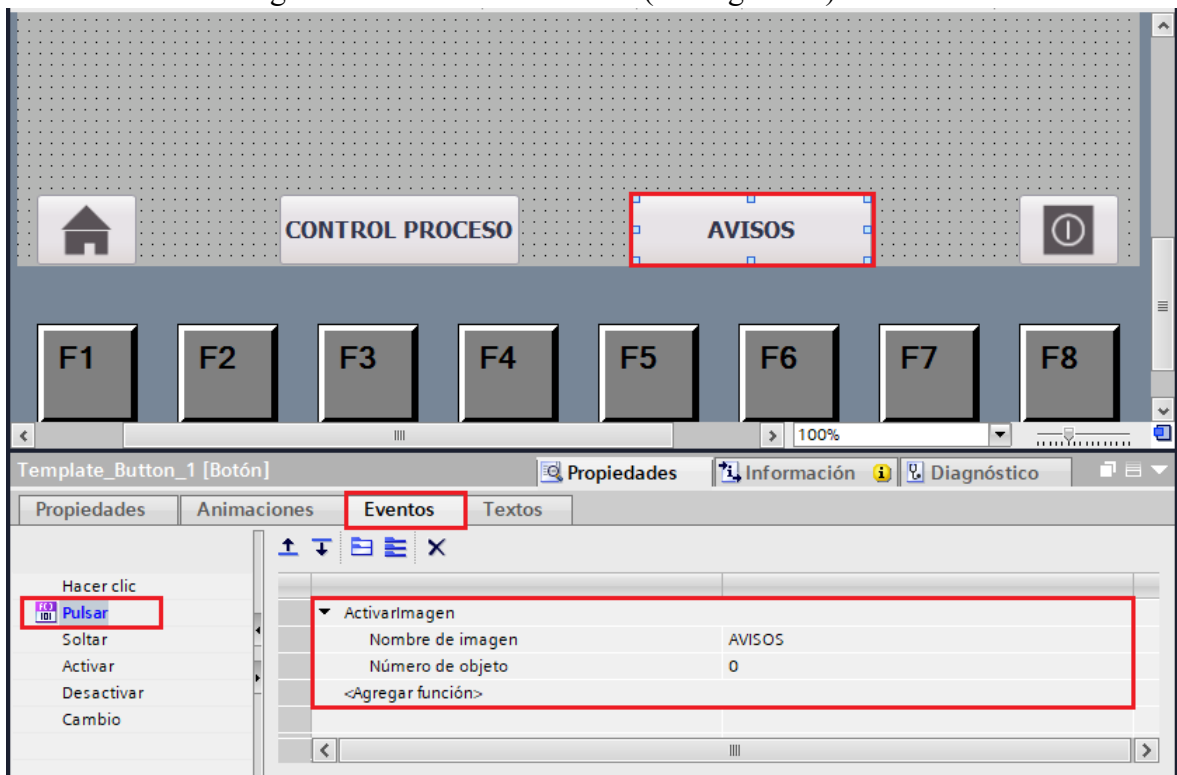 CONTROL PROCESO AVISOS
F1 F2 F3 F4 F5 F6 F7 F8
100%
Template_Button_1 [Botón] Propiedades Información Diagnóstico
Propiedades Animaciones Eventos Textos
Hacer clic
Pulsar ActivarImagen
Soltar Nombre de imagen AVISOS
Activar Número de objeto 0
Desactivar <Agregar función>
Cambio